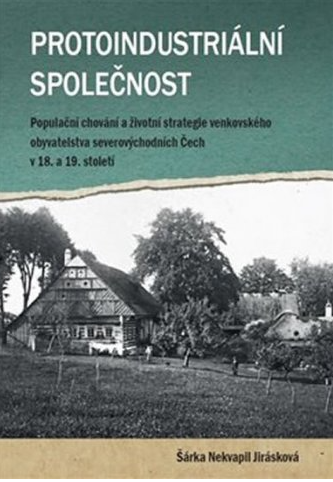 PROTOINDUSTRIÁLNÍ
SPOLEČNOST
Populační chování a životní strategie venkovského
obyvatelstva severovýchodních Čech
v 18. a 19. století
Šárka Nekvapil Jirásková